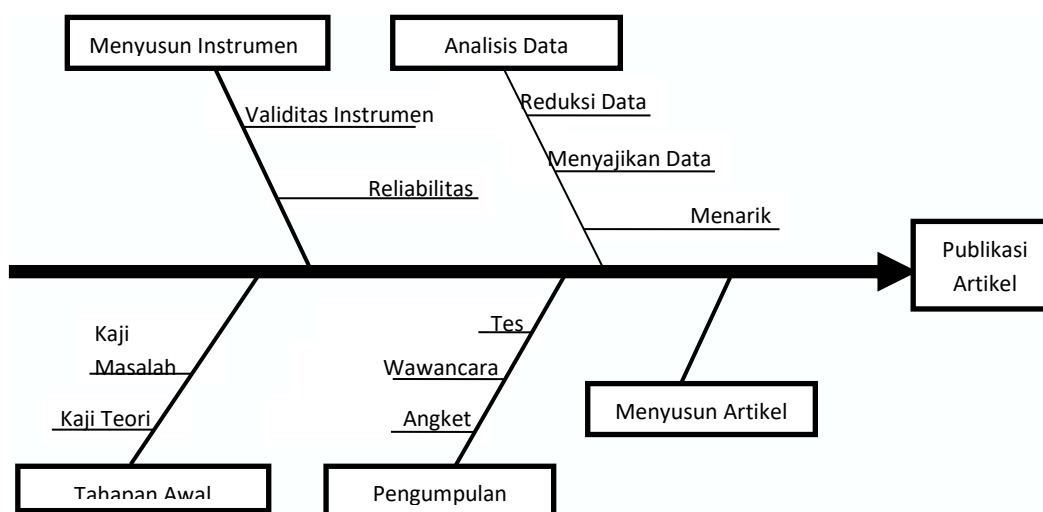 Menyusun Instrumen
Analisis Data
Validitas Instrumen
Reliabilitas
Reduksi Data
Menyajikan Data
Menarik
Publikasi
Artikel
Kaji
Masalah
Kaji Teori
Tahapan Awal
Tes
Wawancara
Angket
Pengumpulan
Menyusun Artikel